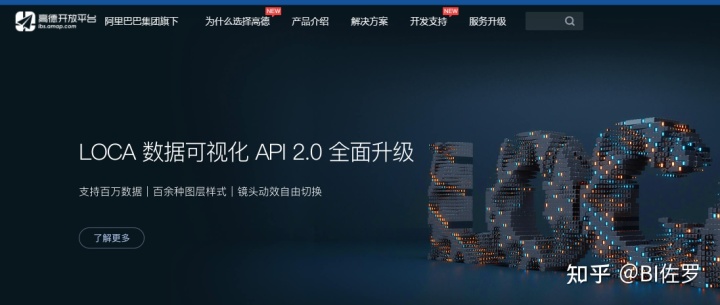 高德开放平台
lbs.amap.com
阿里巴巴集团旗下
为什么选择高德
NEW
产品介绍
解决方案
开发支持
NEW
服务升级
LOCA 数据可视化 API 2.0 全面升级
支持百万数据 | 百余种图层样式 | 镜头动效自由切换
了解更多
LOC
知乎 @BI佐罗